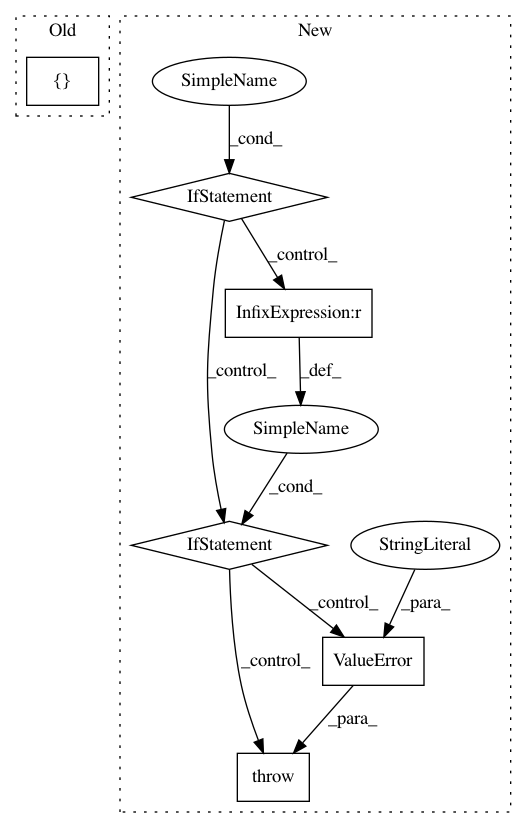 Old
New
{}
SimpleName
_cond_
IfStatement
_control_
InfixExpression:r
_control_
_def_
SimpleName
_cond_
IfStatement
StringLiteral
_control_
_para_
_control_
ValueError
_para_
throw